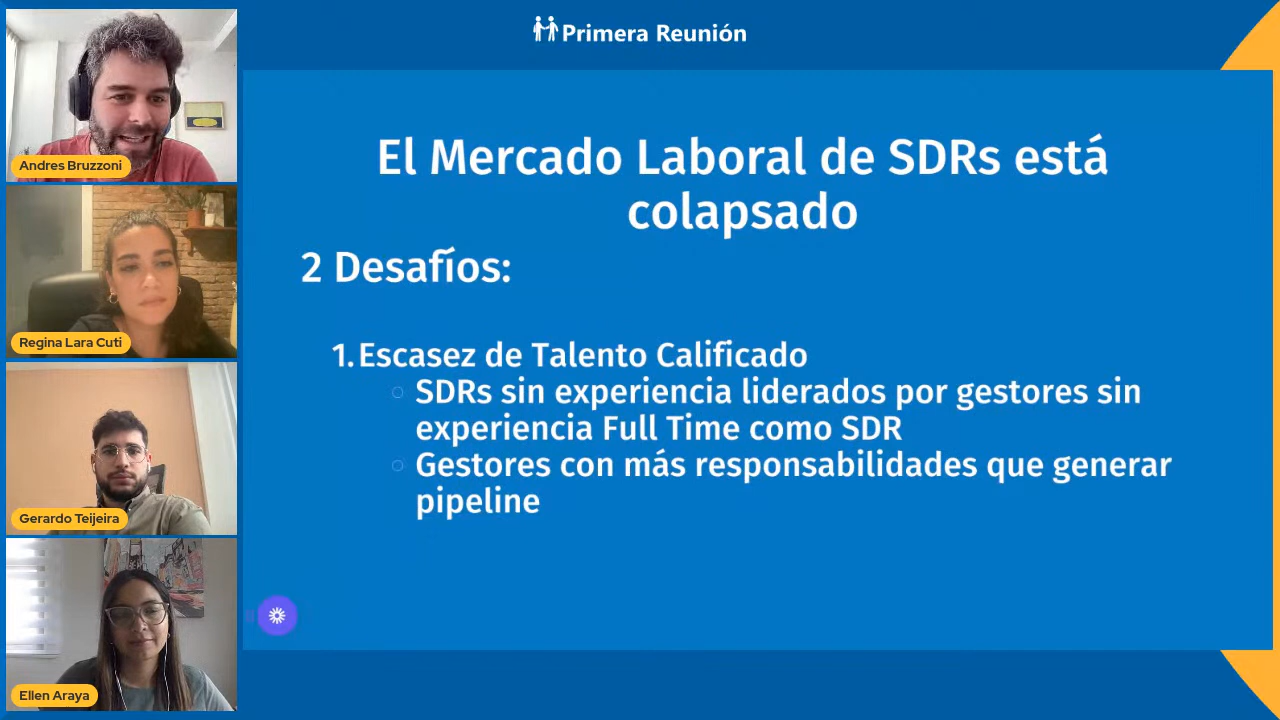 Primera Reunión
El Mercado Laboral de SDRs está
colapsado
2 Desafíos:
1. Escasez de Talento Calificado
SDRs sin experiencia liderados por gestores sin
experiencia Full Time como SDR
Gestores con más responsabilidades que generar
pipeline
Andres Bruzzoni
Regina Lara Cuti
Gerardo Teijeira
Ellen Araya